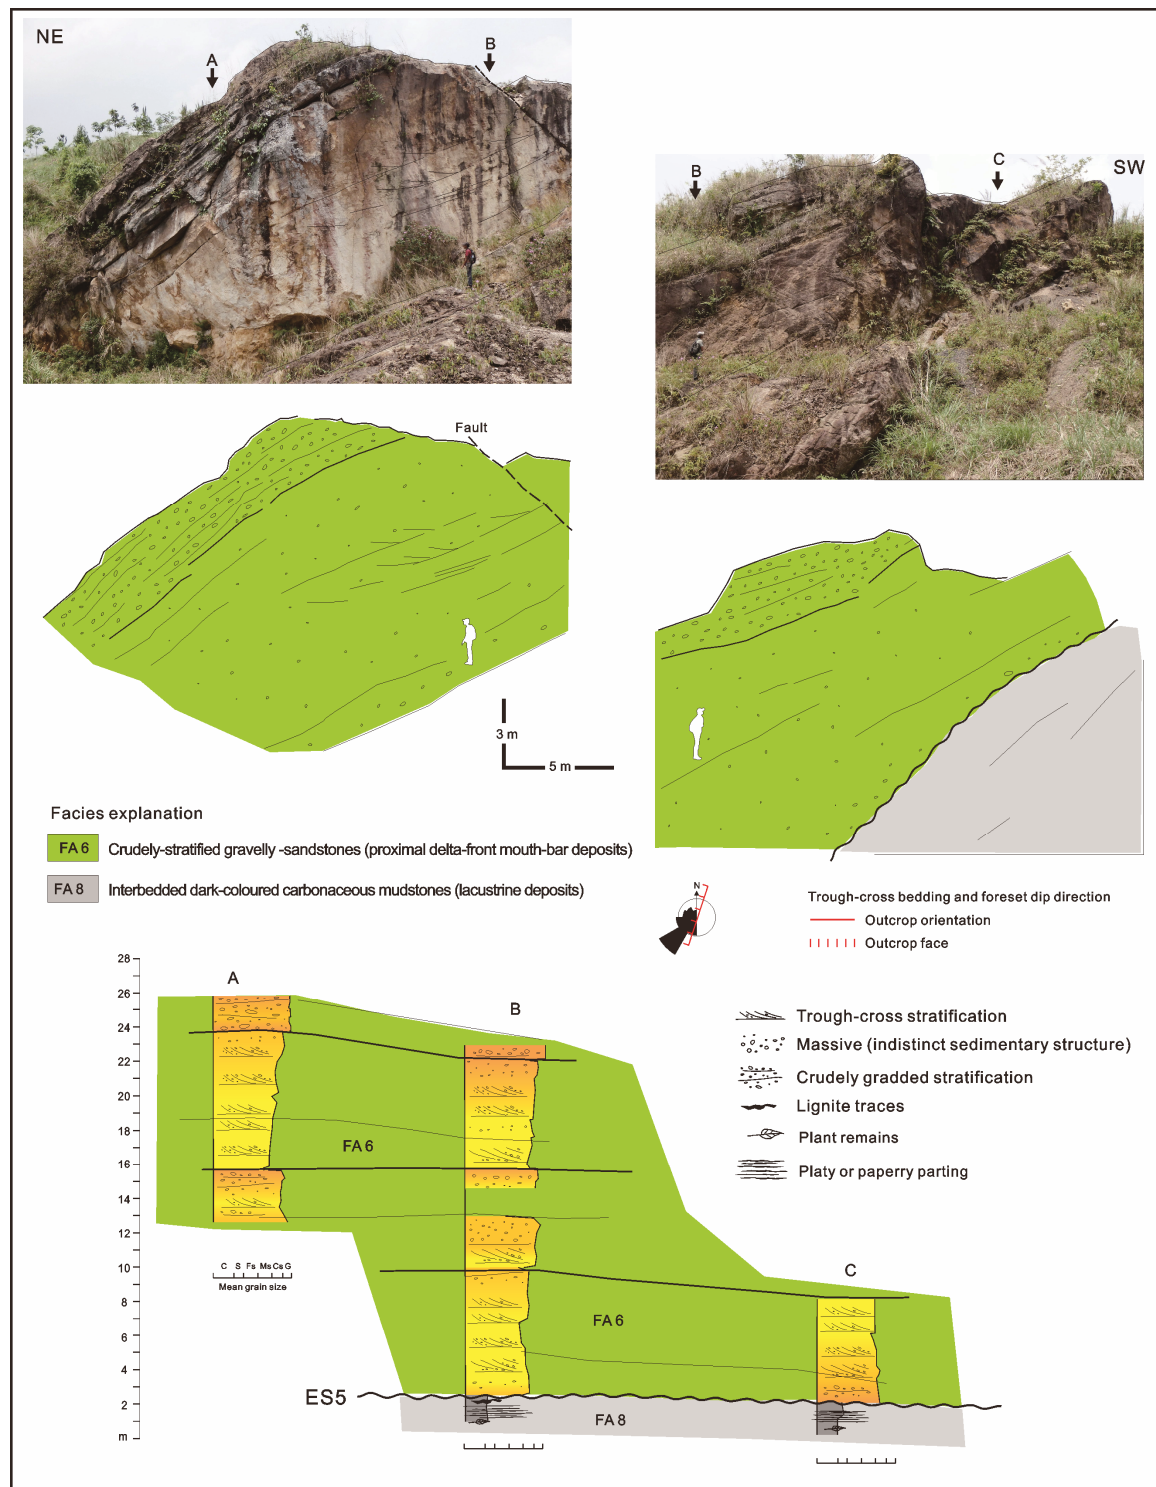 NE
A
B
B
C
SW
Fault
3 m
5 m
Facies explanation
FA 6 Crudely-stratified gravelly -sandstones (proximal delta-front mouth-bar deposits)
FA 8 Interbedded dark-coloured carbonaceous mudstones (lacustrine deposits)
N
Trough-cross bedding and foreset dip direction
Outcrop orientation
Outcrop face
28
26
24
22
20
18
16
14
12
10
8
6
4
2
m
A
B
C
FA 6
FA 6
FA 8
ES5
C S Fs Ms Cs G
Mean grain size
Trough-cross stratification
Massive (indistinct sedimentary structure)
Crudely gradded stratification
Lignite traces
Plant remains
Platy or paperry parting